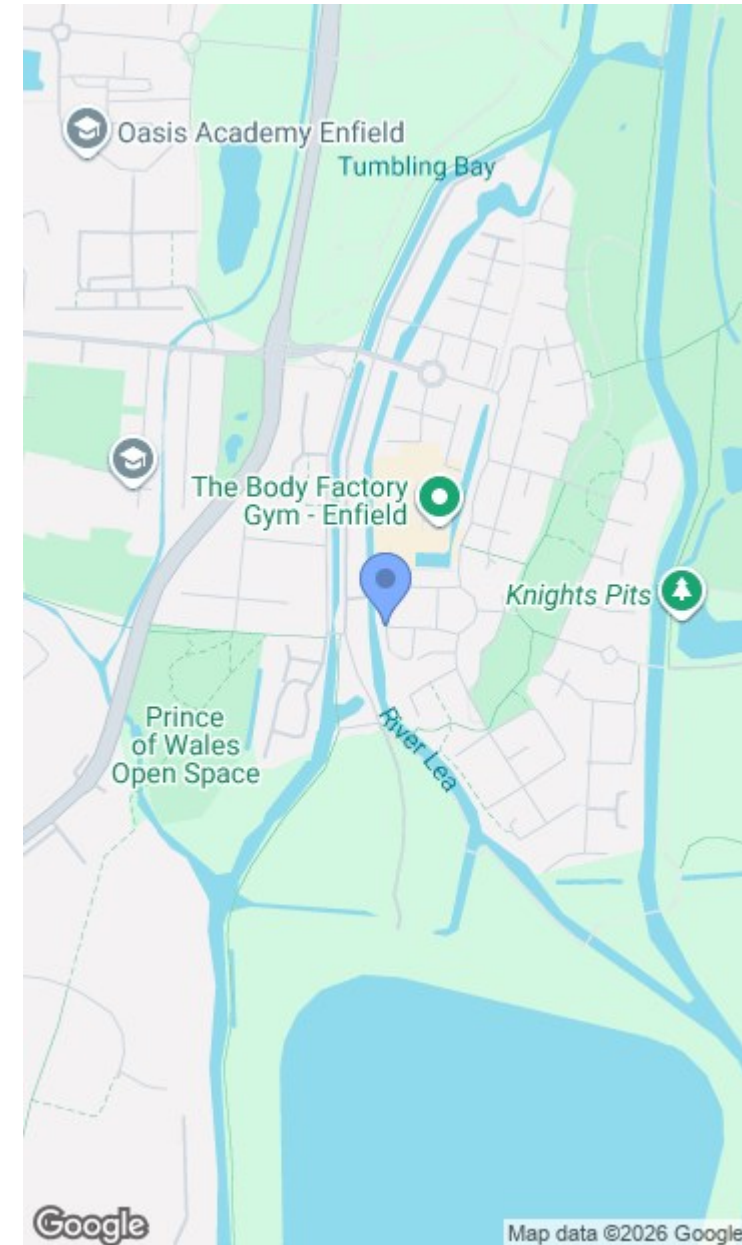 Oasis Academy Enfield
Tumbling Bay
The Body Factory
Gym - Enfield
Knights Pits
Prince
of Wales
Open Space
River Lea
Google
Map data ©2026 Google